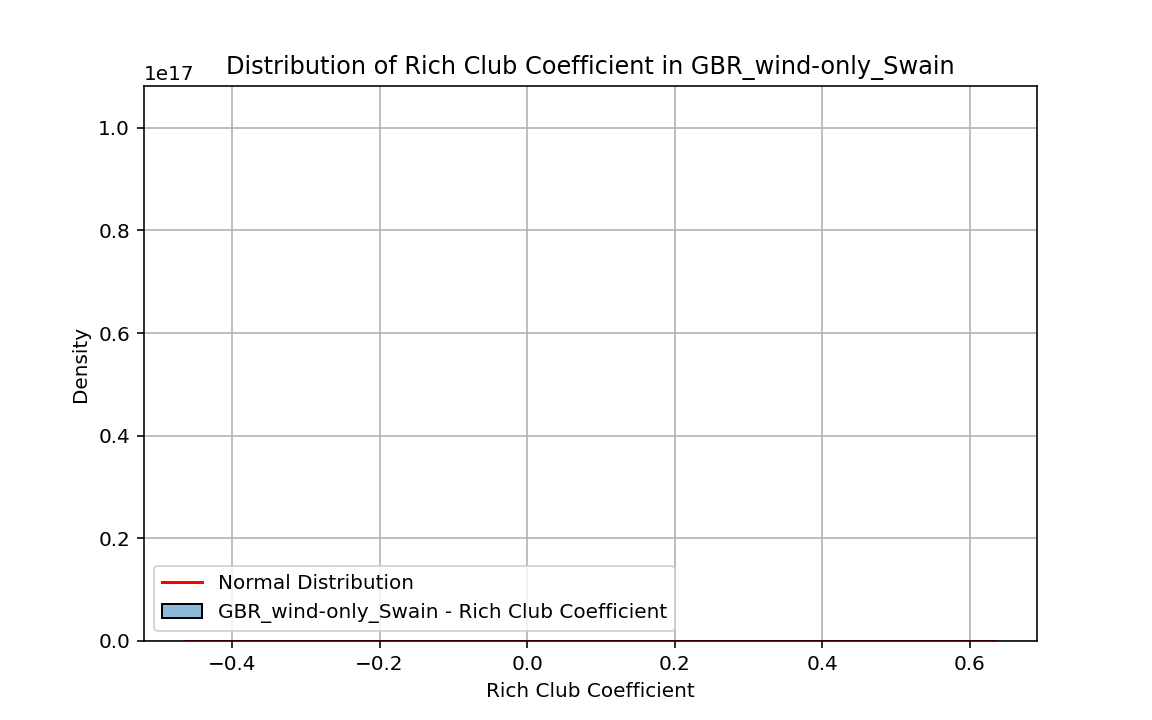 Distribution of Rich Club Coefficient in GBR_wind-only_Swain
1e17
1.0
0.8
0.6
0.4
0.2
0.0
Density
Normal Distribution
GBR_wind-only_Swain - Rich Club Coefficient
−0.4 −0.2 0.0 0.2 0.4 0.6
Rich Club Coefficient